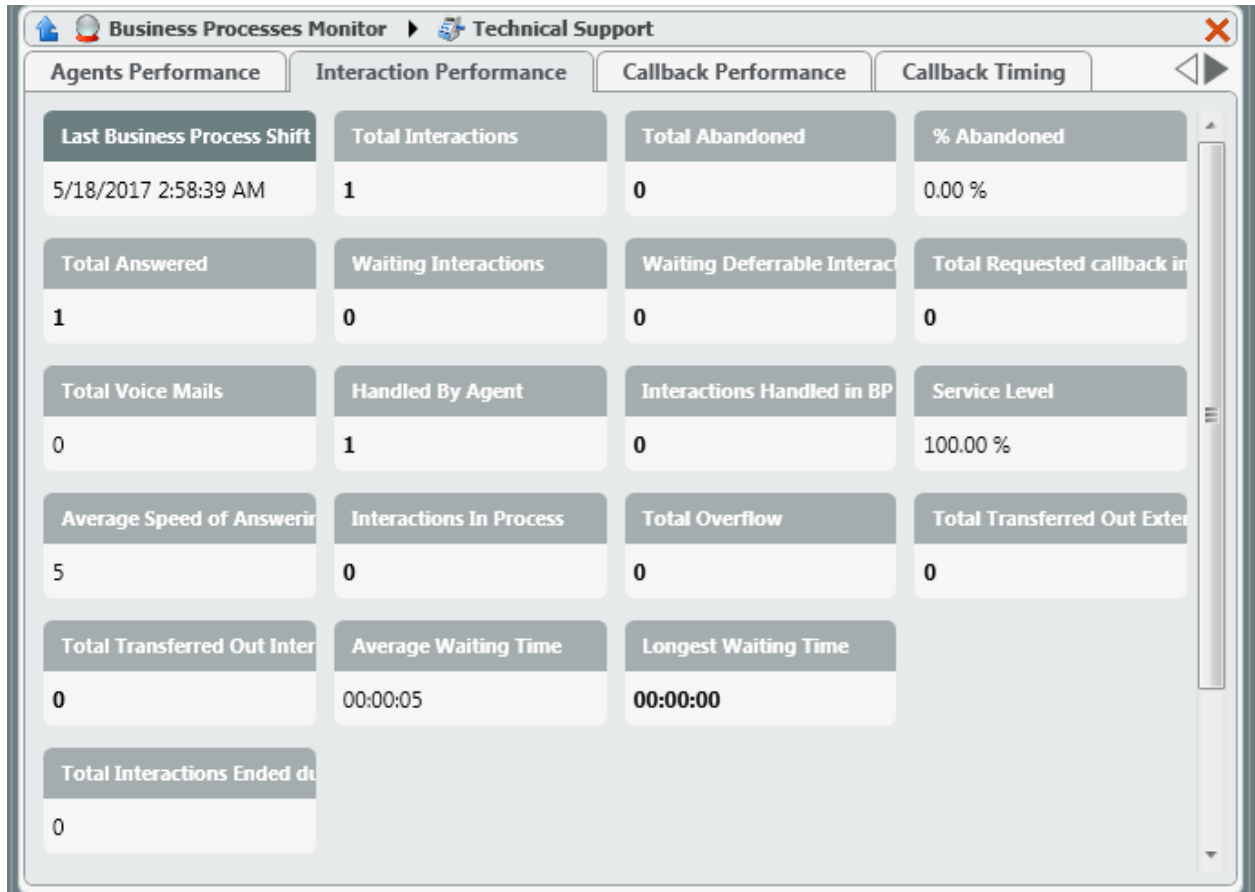 Business Processes Monitor Technical Support
Agents Performance Interaction Performance Callback Performance Callback Timing
Last Business Process Shift Total Interactions Total Abandoned % Abandoned
5/18/2017 2:58:39 AM 1 0 0.00 %
Total Answered Waiting Interactions Waiting Deferrable Interact Total Requested callback in
1 0 0 0
Total Voice Mails Handled By Agent Interactions Handled in BP Service Level
0 1 0 100.00 %
Average Speed of Answerin Interactions In Process Total Overflow Total Transferred Out Exter
5 0 0 0
Total Transferred Out Inter Average Waiting Time Longest Waiting Time
0 00:00:05 00:00:00
Total Interactions Ended du
0